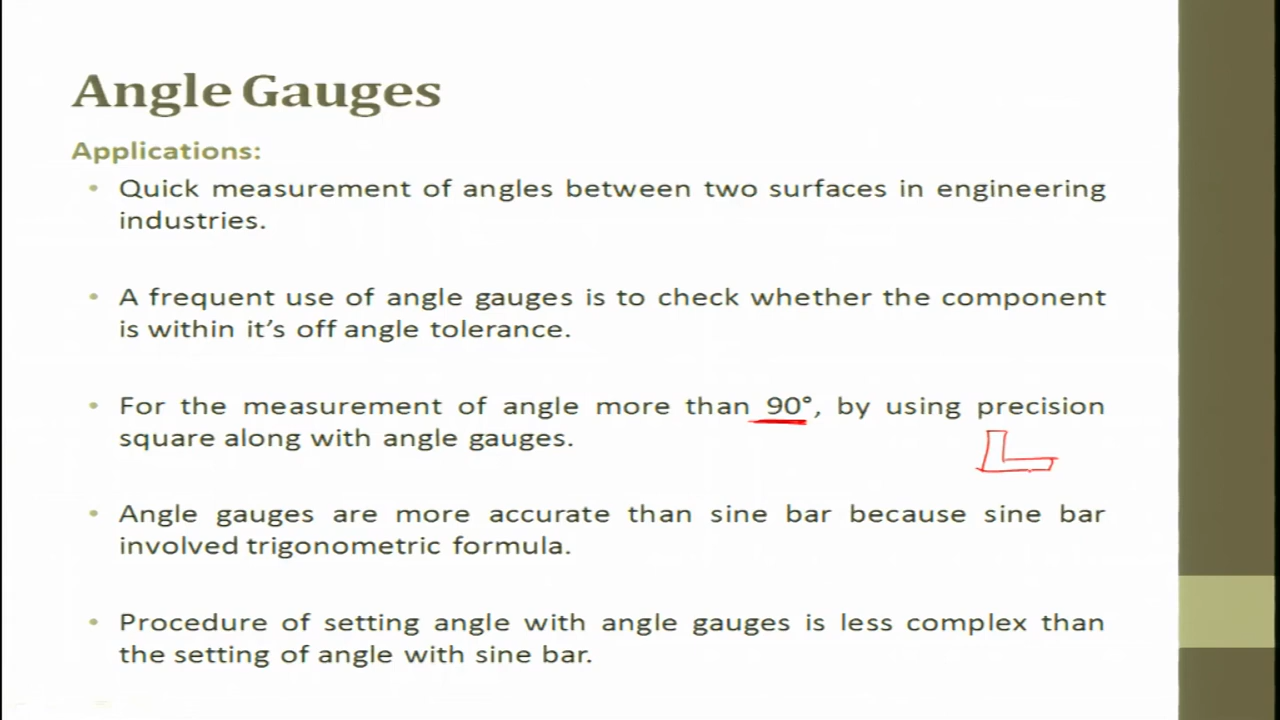 Angle Gauges
Applications:
• Quick measurement of angles between two surfaces in engineering
industries.
• A frequent use of angle gauges is to check whether the component
is within it's off angle tolerance.
• For the measurement of angle more than 90°, by using precision
square along with angle gauges.
• Angle gauges are more accurate than sine bar because sine bar
involved trigonometric formula.
• Procedure of setting angle with angle gauges is less complex than
the setting of angle with sine bar.